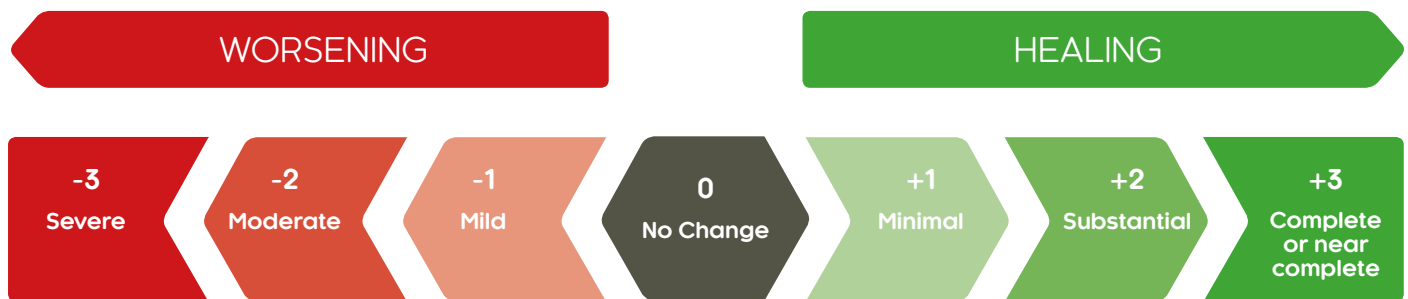 WORSENING
HEALING
-3
Severe
-2
Moderate
-1
Mild
0
No Change
+1
Minimal
+2
Substantial
+3
Complete
or near
complete